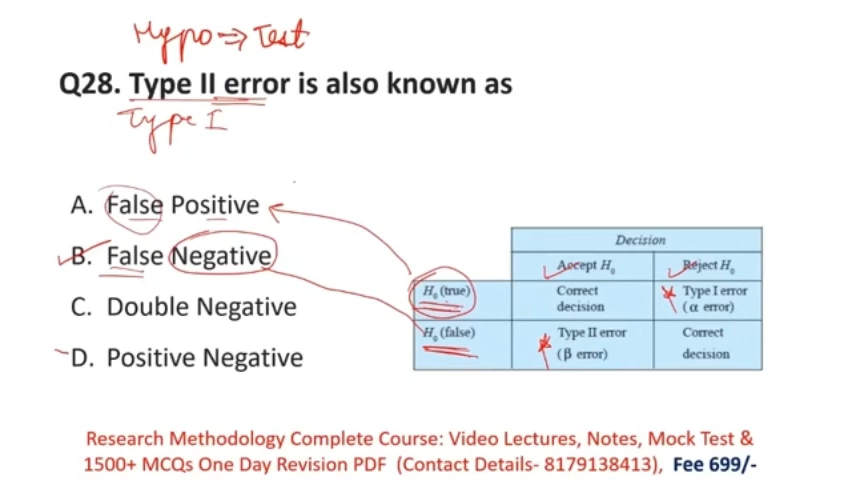 Hypo ⇒ Test
Q28. Type II error is also known as
Type I
A. False Positive
B. False Negative
C. Double Negative
D. Positive Negative
Decision
Accept H₀ Reject H₀
H₀ (true) Correct decision Type I error (α error)
H₀ (false) Type II error (β error) Correct decision
Research Methodology Complete Course: Video Lectures, Notes, Mock Test &
1500+ MCQs One Day Revision PDF (Contact Details- 8179138413), Fee 699/-